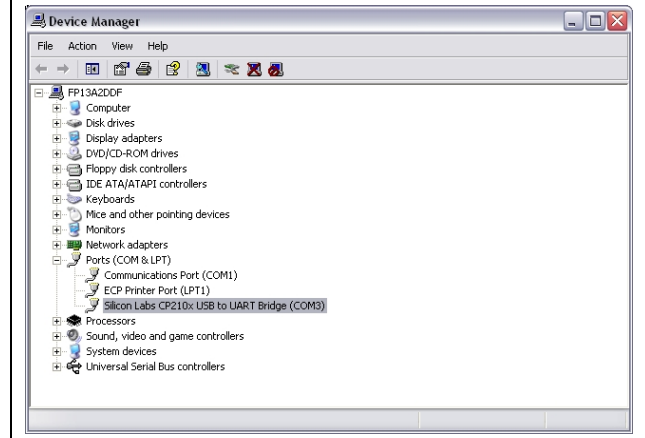 Device Manager
File Action View Help
FP13A2DDF
Computer
Disk drives
Display adapters
DVD/CD-ROM drives
Floppy disk controllers
IDE ATA/ATAPI controllers
Keyboards
Mice and other pointing devices
Monitors
Network adapters
Ports (COM & LPT)
Communications Port (COM1)
ECP Printer Port (LPT1)
Silicon Labs CP210x USB to UART Bridge (COM3)
Processors
Sound, video and game controllers
System devices
Universal Serial Bus controllers